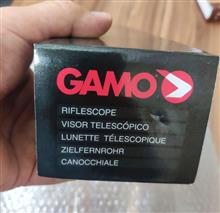 GAMO
RIFLESCOPE
VISOR TELESCÓPICO
LUNETTE TÉLESCOPIQUE
ZIELFERNROHR
CANOCCHIALE